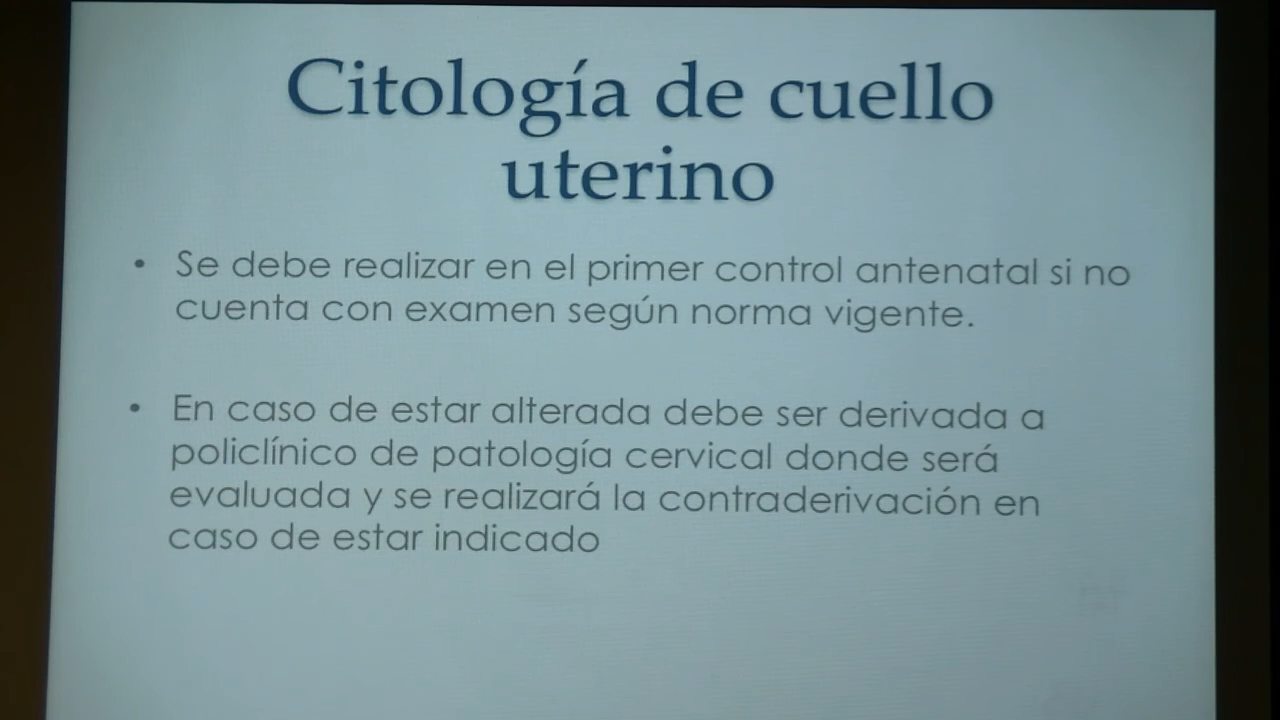 Citología de cuello
uterino
• Se debe realizar en el primer control antenatal si no
cuenta con examen según norma vigente.
• En caso de estar alterada debe ser derivada a
policlínico de patología cervical donde será
evaluada y se realizará la contraderivación en
caso de estar indicado